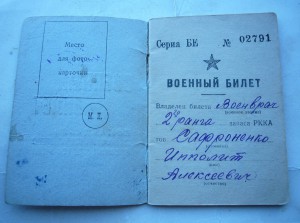 Место
для фотогр.
карточки
М. П.
Серия БЕ № 02791
ВОЕННЫЙ БИЛЕТ
Владелец билета Военврач
2го ранга запаса РККА
тов. Сафроненко
Ипполит
Алексеевич